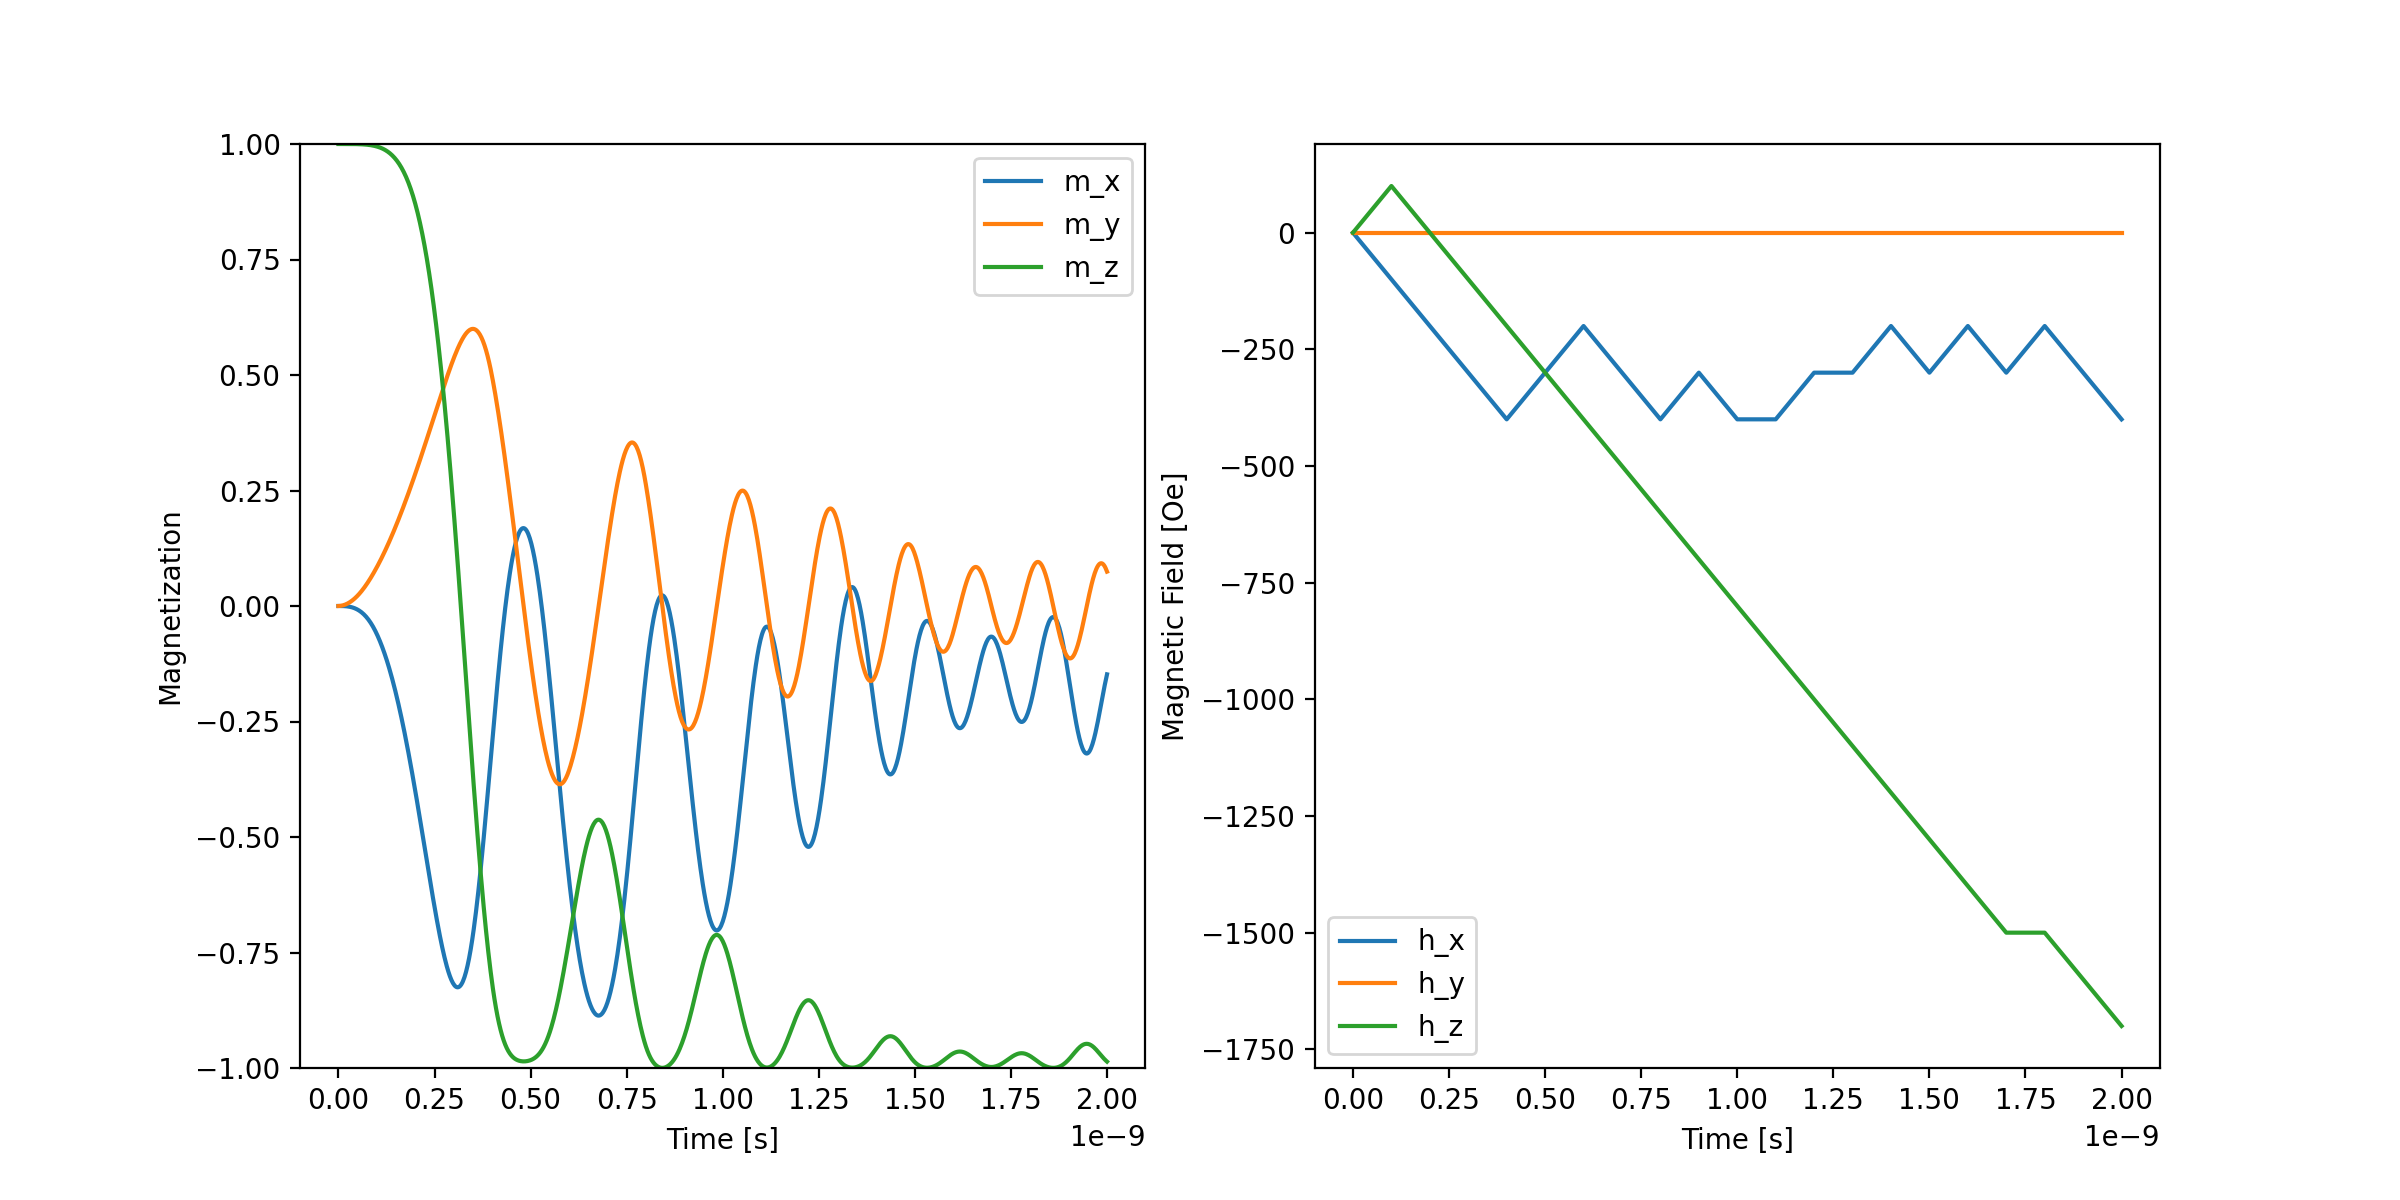 Magnetization
1.00
0.75
0.50
0.25
0.00
−0.25
−0.50
−0.75
−1.00
m_x
m_y
m_z
0.00 0.25 0.50 0.75 1.00 1.25 1.50 1.75 2.00
Time [s]
1e−9
Magnetic Field [Oe]
0
−250
−500
−750
−1000
−1250
−1500
−1750
h_x
h_y
h_z
0.00 0.25 0.50 0.75 1.00 1.25 1.50 1.75 2.00
Time [s]
1e−9